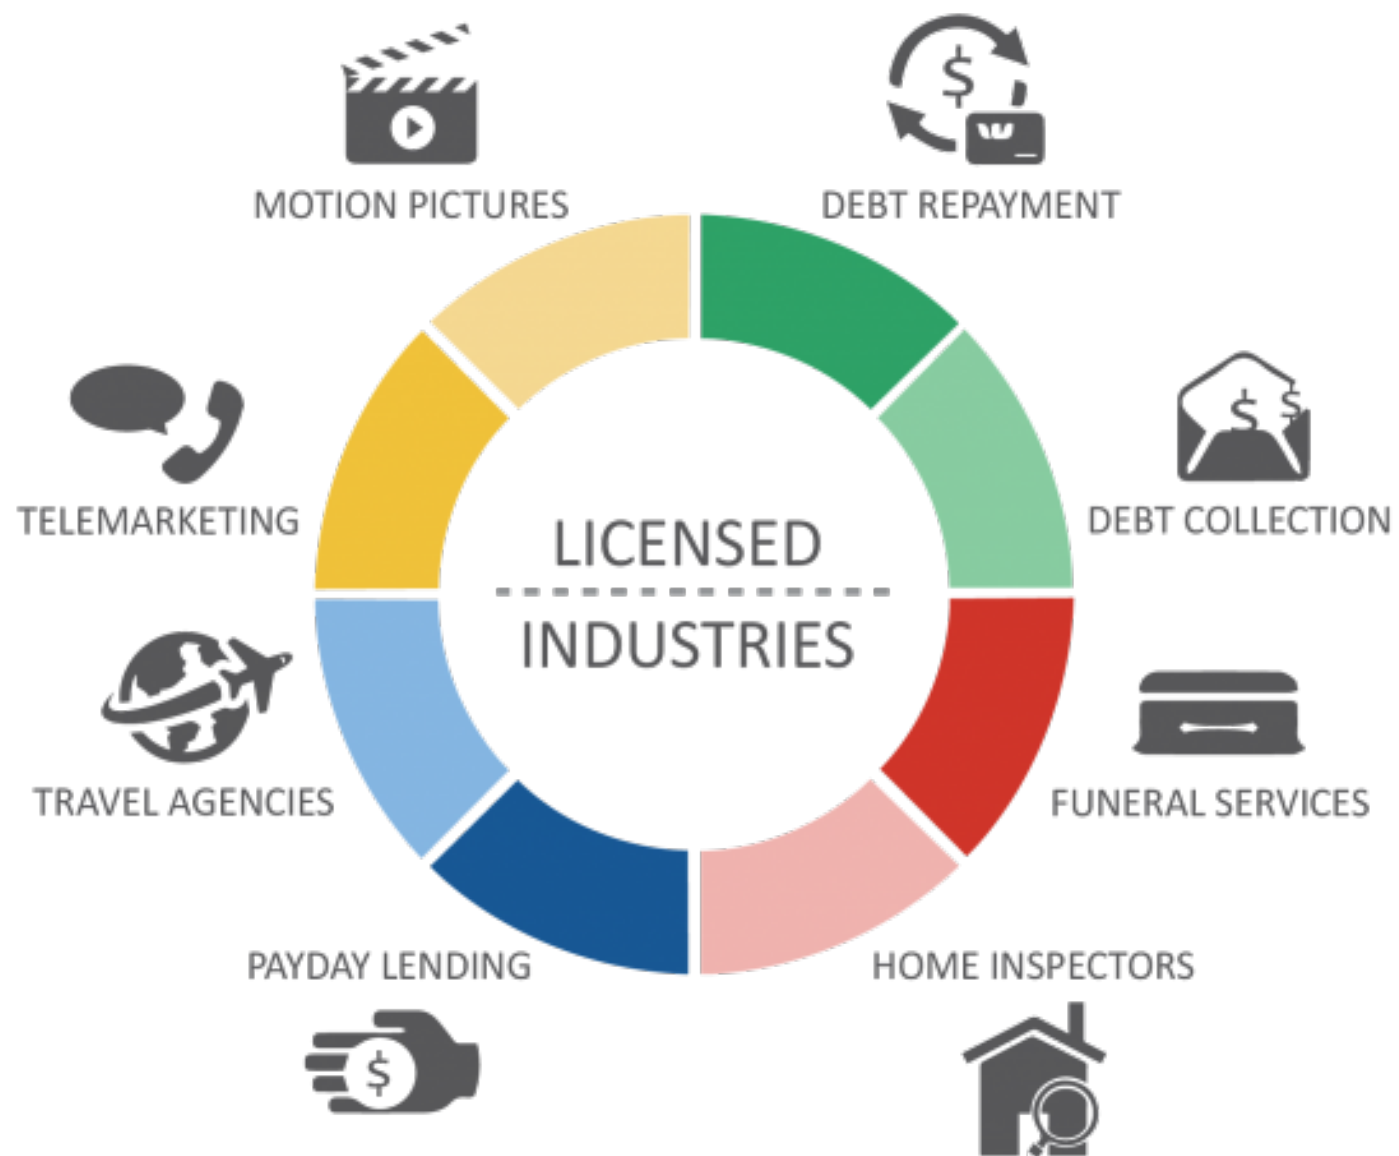 MOTION PICTURES
DEBT REPAYMENT
$
TELEMARKETING
DEBT COLLECTION
$ $
LICENSED
INDUSTRIES
TRAVEL AGENCIES
FUNERAL SERVICES
PAYDAY LENDING
HOME INSPECTORS
$